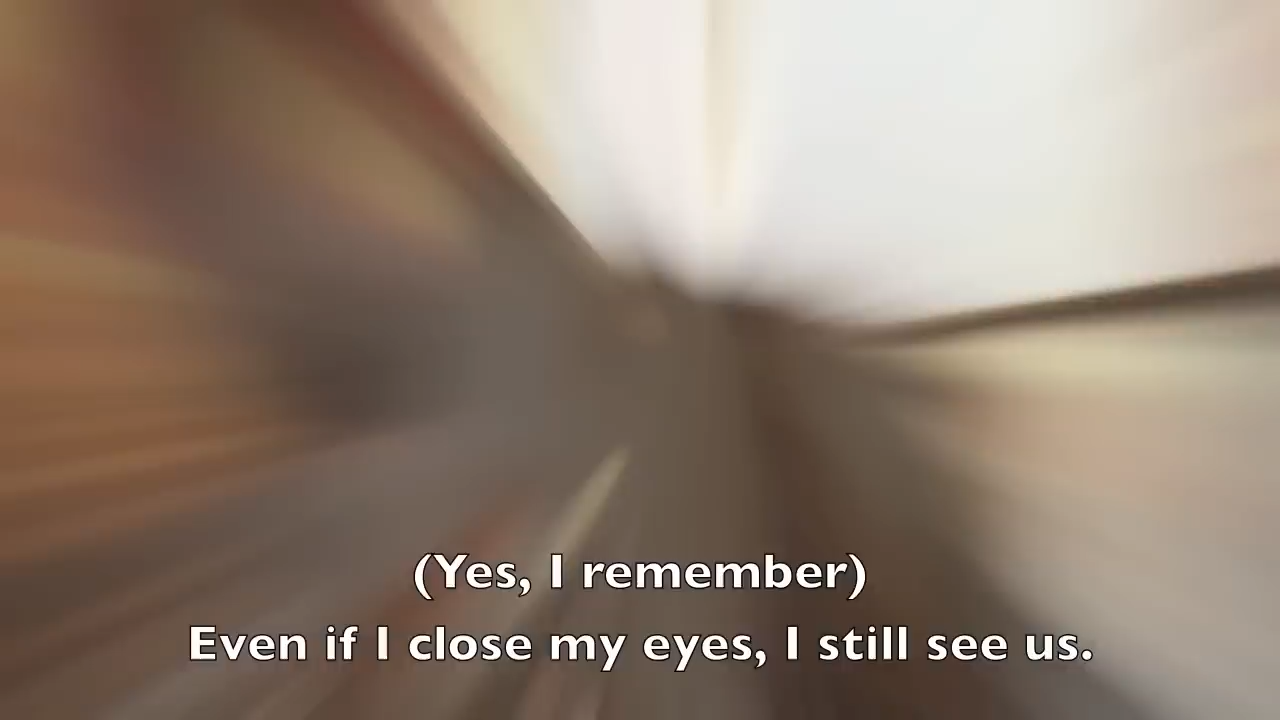 (Yes, I remember)
Even if I close my eyes, I still see us.